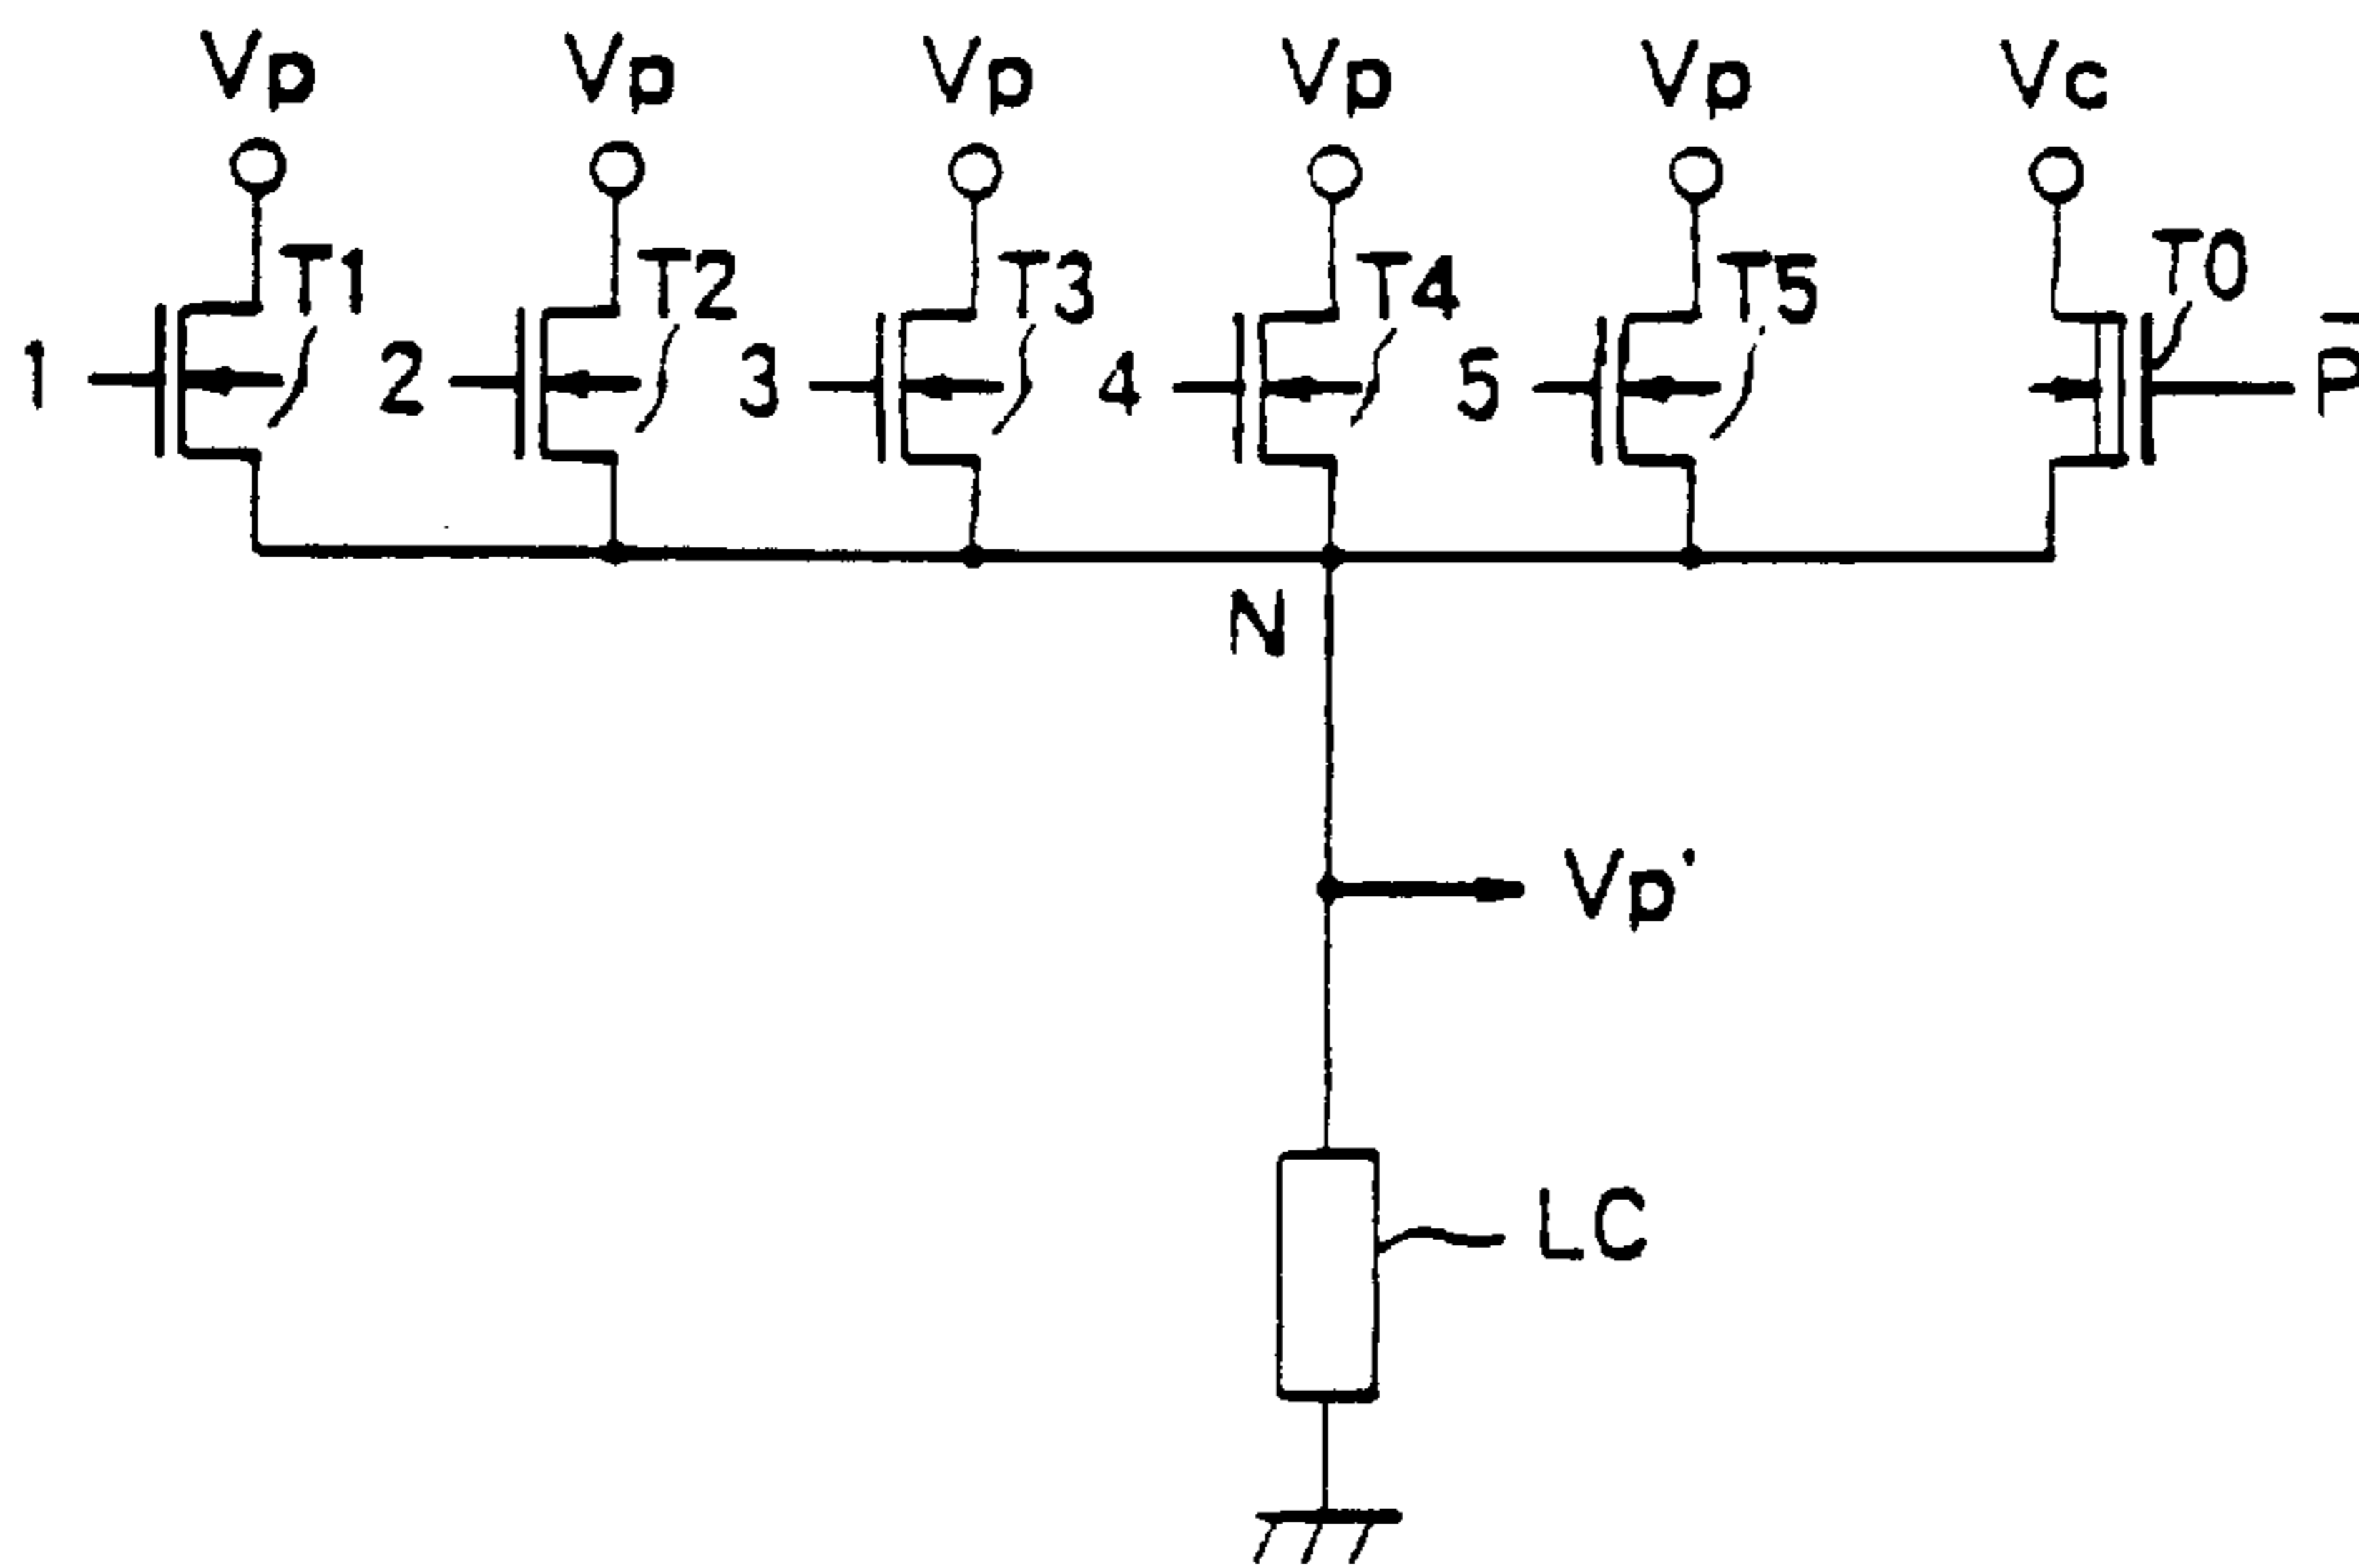 Vp Vp Vp Vp Vp Vc
T1 T2 T3 T4 T5 T0
1 2 3 4 5 P̅
N
Vp'
LC